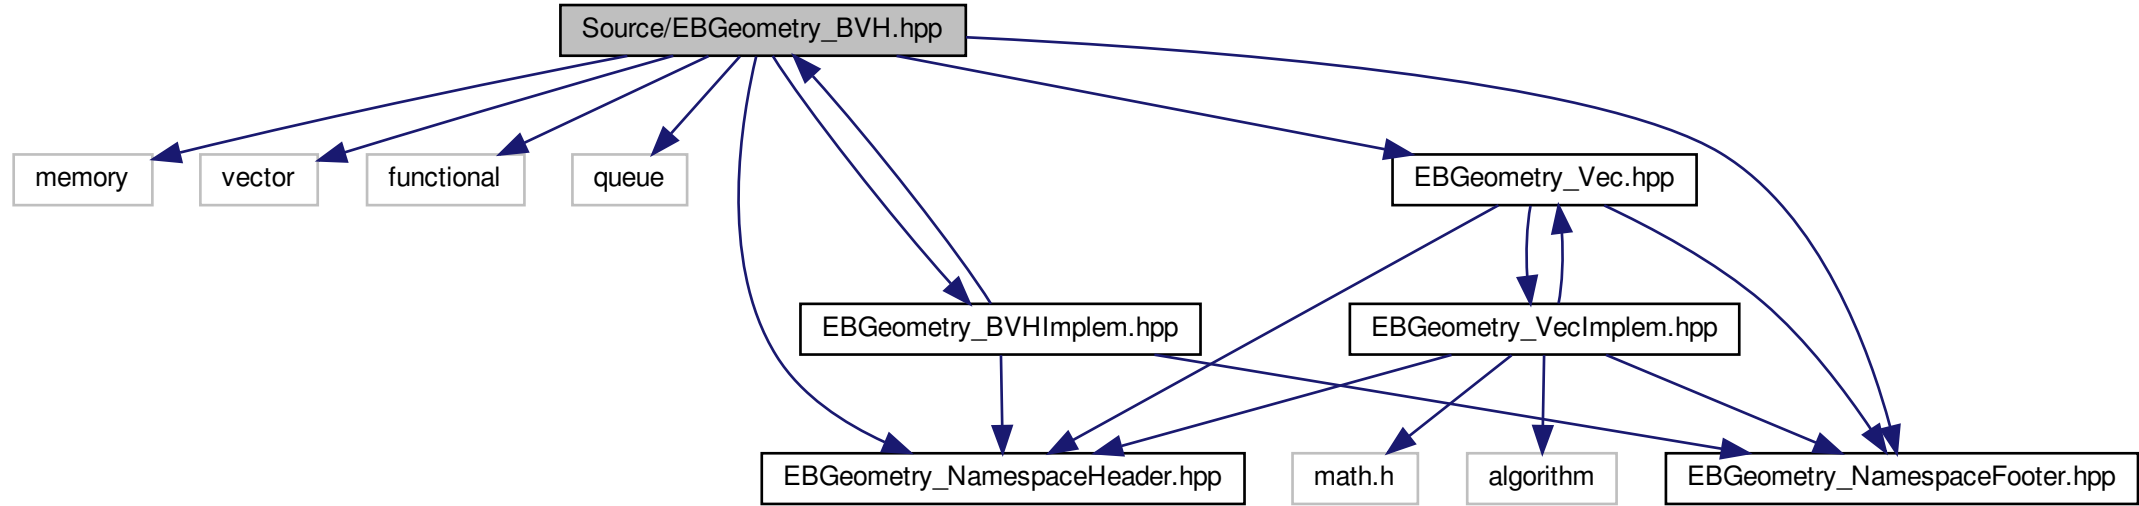 Source/EBGeometry_BVH.hpp
memory
vector
functional
queue
EBGeometry_Vec.hpp
EBGeometry_BVHImplem.hpp
EBGeometry_VecImplem.hpp
EBGeometry_NamespaceHeader.hpp
math.h
algorithm
EBGeometry_NamespaceFooter.hpp